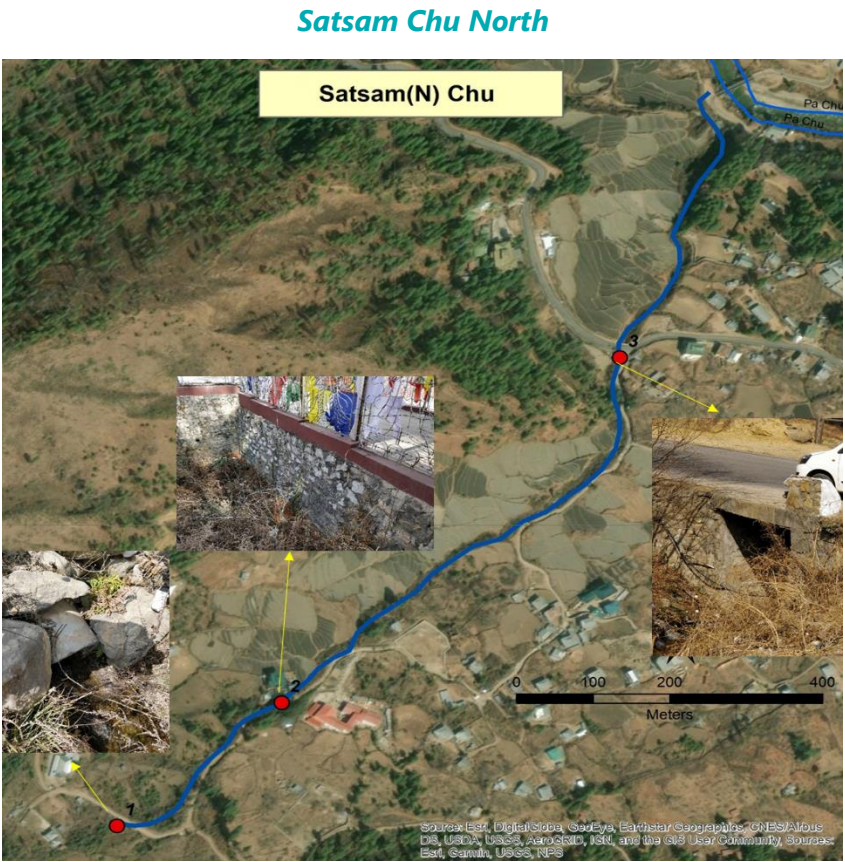 Satsam Chu North
Satsam(N) Chu
Pa Chu
Pa Chu
3
2
1
0 100 200 400
Meters
Source: Esri, DigitalGlobe, GeoEye, Earthstar Geographics, CNES/Airbus
DS, USDA, USGS, AeroGRID, IGN, and the GIS User Community, Sources:
Esri, Garmin, USGS, NPS